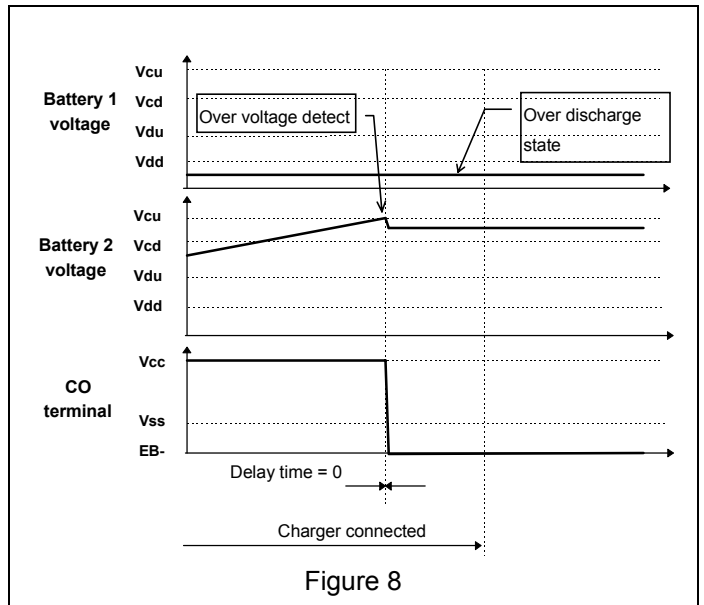 Battery 1
voltage
Vcu
Vcd
Vdu
Vdd
Over voltage detect
Over discharge
state
Battery 2
voltage
Vcu
Vcd
Vdu
Vdd
CO
terminal
Vcc
Vss
EB-
Delay time = 0
Charger connected
Figure 8